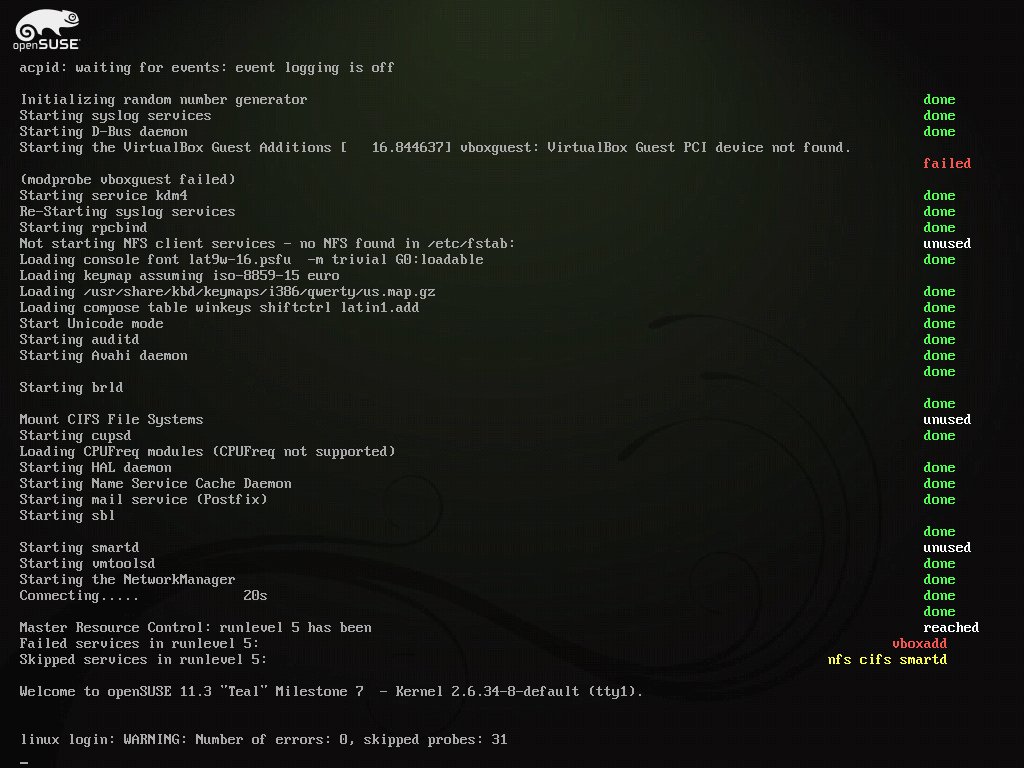 openSUSE
acpid: waiting for events: event logging is off
Initializing random number generator done
Starting syslog services done
Starting D-Bus daemon done
Starting the VirtualBox Guest Additions [   16.844637] vboxguest: VirtualBox Guest PCI device not found.
failed
(modprobe vboxguest failed)
Starting service kdm4 done
Re-Starting syslog services done
Starting rpcbind done
Not starting NFS client services - no NFS found in /etc/fstab: unused
Loading console font lat9w-16.psfu  -m trivial G0:loadable done
Loading keymap assuming iso-8859-15 euro
Loading /usr/share/kbd/keymaps/i386/qwerty/us.map.gz done
Loading compose table winkeys shiftctrl latin1.add done
Start Unicode mode done
Starting auditd done
Starting Avahi daemon done
done
Starting brld
done
Mount CIFS File Systems unused
Starting cupsd done
Loading CPUFreq modules (CPUFreq not supported)
Starting HAL daemon done
Starting Name Service Cache Daemon done
Starting mail service (Postfix) done
Starting sbl
done
Starting smartd unused
Starting vmtoolsd done
Starting the NetworkManager done
Connecting..... 20s
done
Master Resource Control: runlevel 5 has been reached
Failed services in runlevel 5: vboxadd
Skipped services in runlevel 5: nfs cifs smartd
Welcome to openSUSE 11.3 "Teal" Milestone 7  - Kernel 2.6.34-8-default (tty1).
linux login: WARNING: Number of errors: 0, skipped probes: 31
_